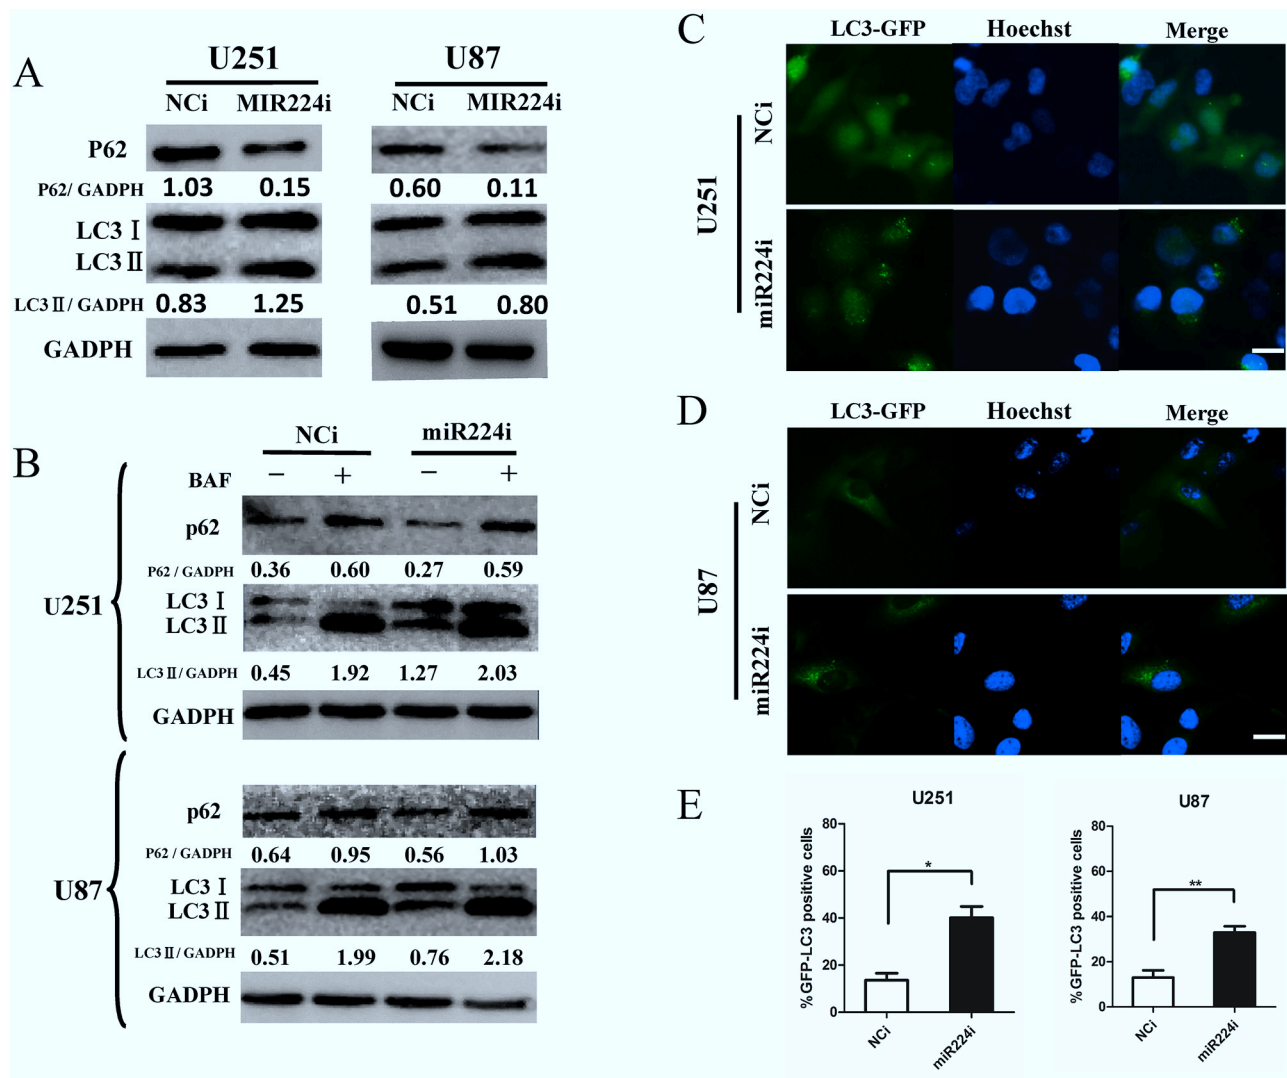 A
U251 U87
NCi MIR224i NCi MIR224i
P62
P62/ GADPH 1.03 0.15 0.60 0.11
LC3 Ⅰ
LC3 Ⅱ
LC3Ⅱ/ GADPH 0.83 1.25 0.51 0.80
GADPH
B
NCi miR224i
BAF − + − +
U251
p62
P62 / GADPH 0.36 0.60 0.27 0.59
LC3 Ⅰ
LC3 Ⅱ
LC3 Ⅱ/ GADPH 0.45 1.92 1.27 2.03
GADPH
U87
p62
P62 / GADPH 0.64 0.95 0.56 1.03
LC3 Ⅰ
LC3 Ⅱ
LC3 Ⅱ/ GADPH 0.51 1.99 0.76 2.18
GADPH
C
LC3-GFP Hoechst Merge
U251
NCi
miR224i
D
LC3-GFP Hoechst Merge
U87
NCi
miR224i
E
U251
% GFP-LC3 positive cells
80
60
40
20
0
*
NCi miR224i
U87
% GFP-LC3 positive cells
80
60
40
20
0
**
NCi miR224i